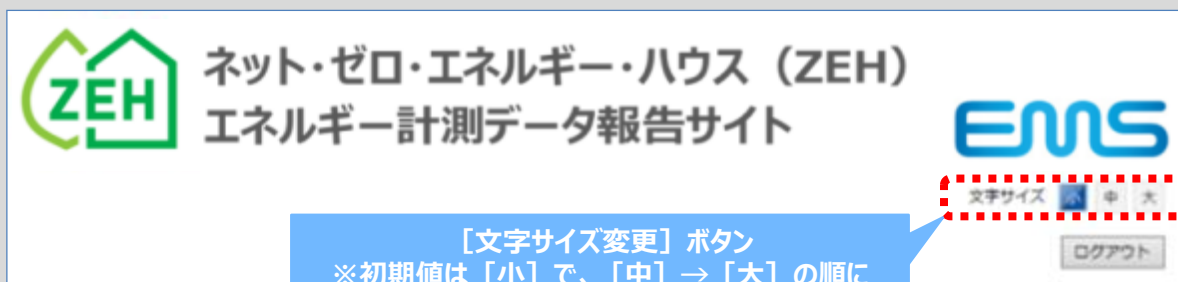 ZEH
ネット・ゼロ・エネルギー・ハウス（ZEH）
エネルギー計測データ報告サイト
EMS
文字サイズ 小 中 大
ログアウト
［文字サイズ変更］ボタン
※初期値は［小］で、［中］→［大］の順に